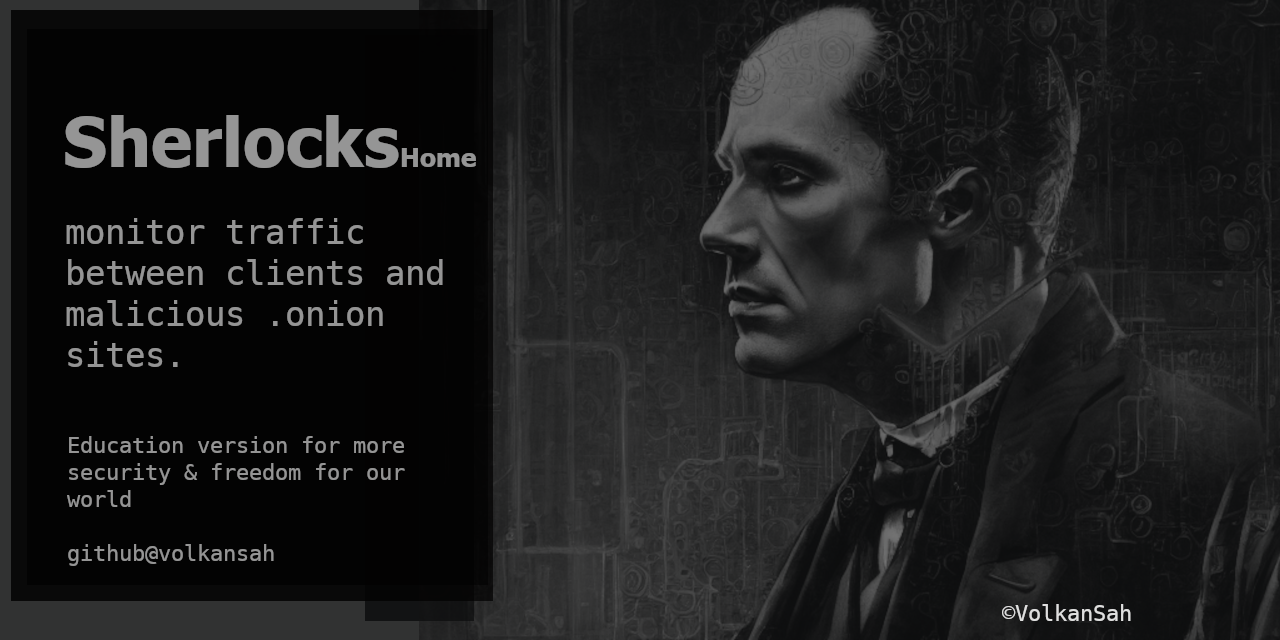 SherlocksHome
monitor traffic
between clients and
malicious .onion
sites.
Education version for more
security & freedom for our
world
github@volkansah
©VolkanSah